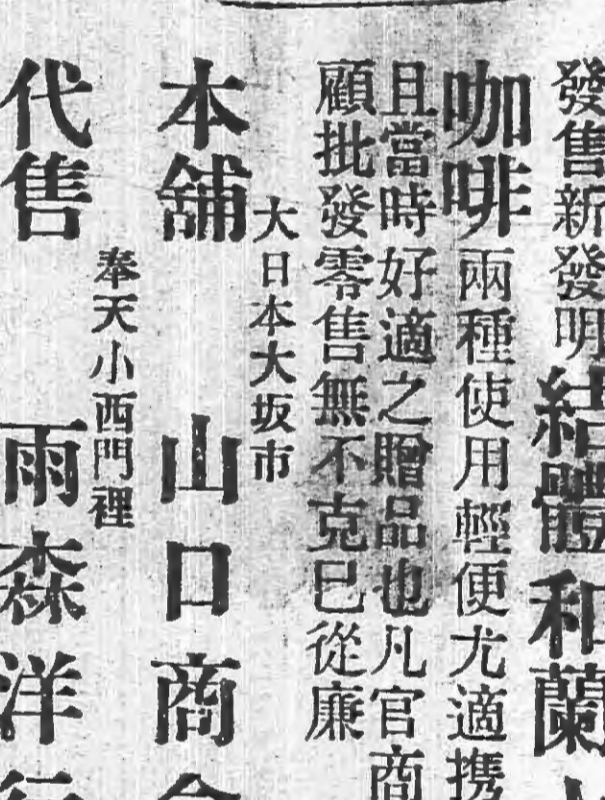 發售新發明結體和蘭
咖啡兩種使用輕便尤適携
且當時好適之贈品也凡官商
顧批發零售無不克已從廉
大日本大坂市
本舖 山口商會
奉天小西門裡
代售 雨森洋行